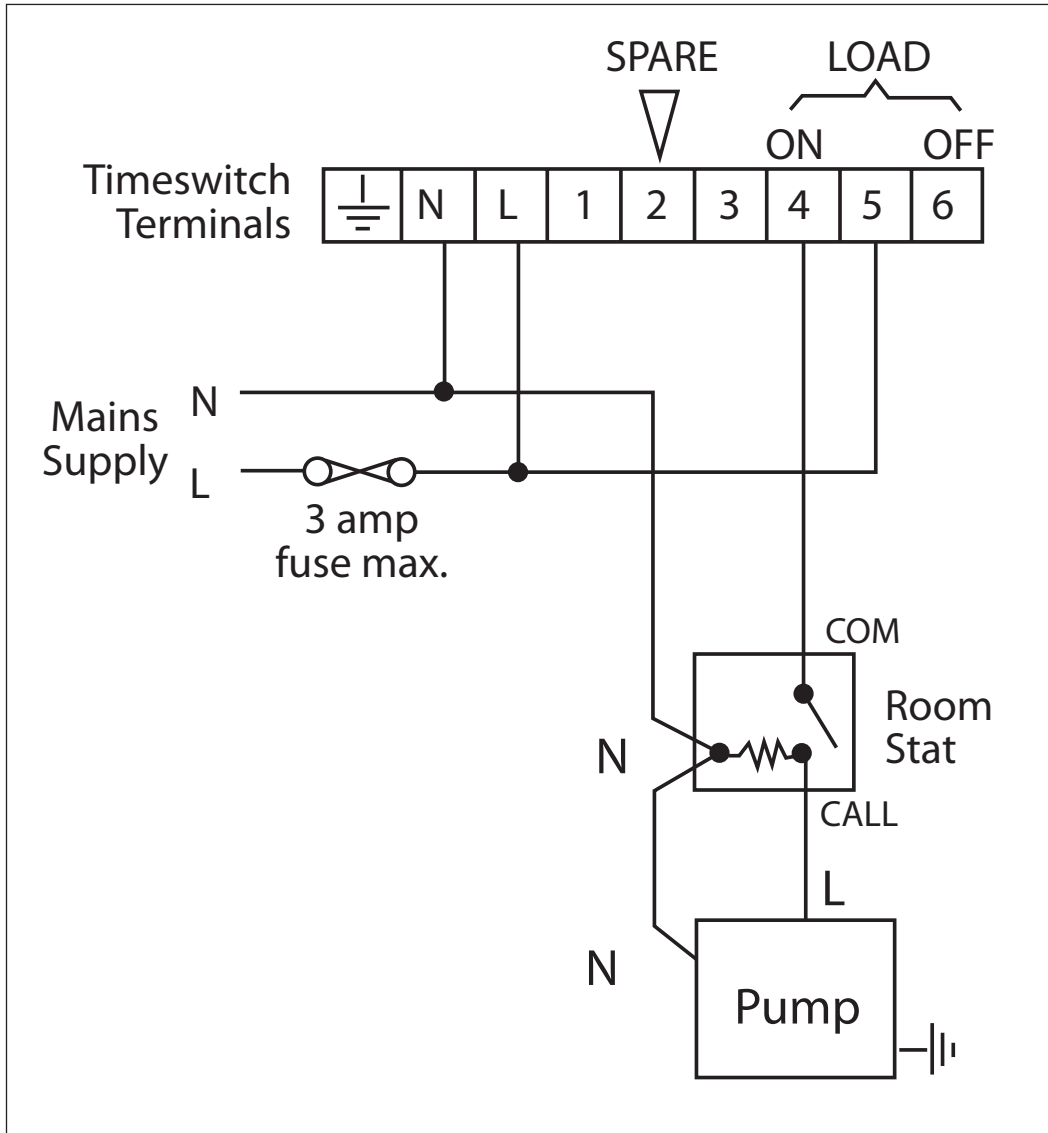 SPARE LOAD
ON OFF
Timeswitch
Terminals
N L 1 2 3 4 5 6
Mains
Supply
N
L
3 amp
fuse max.
COM
Room
Stat
N
CALL
L
N
Pump